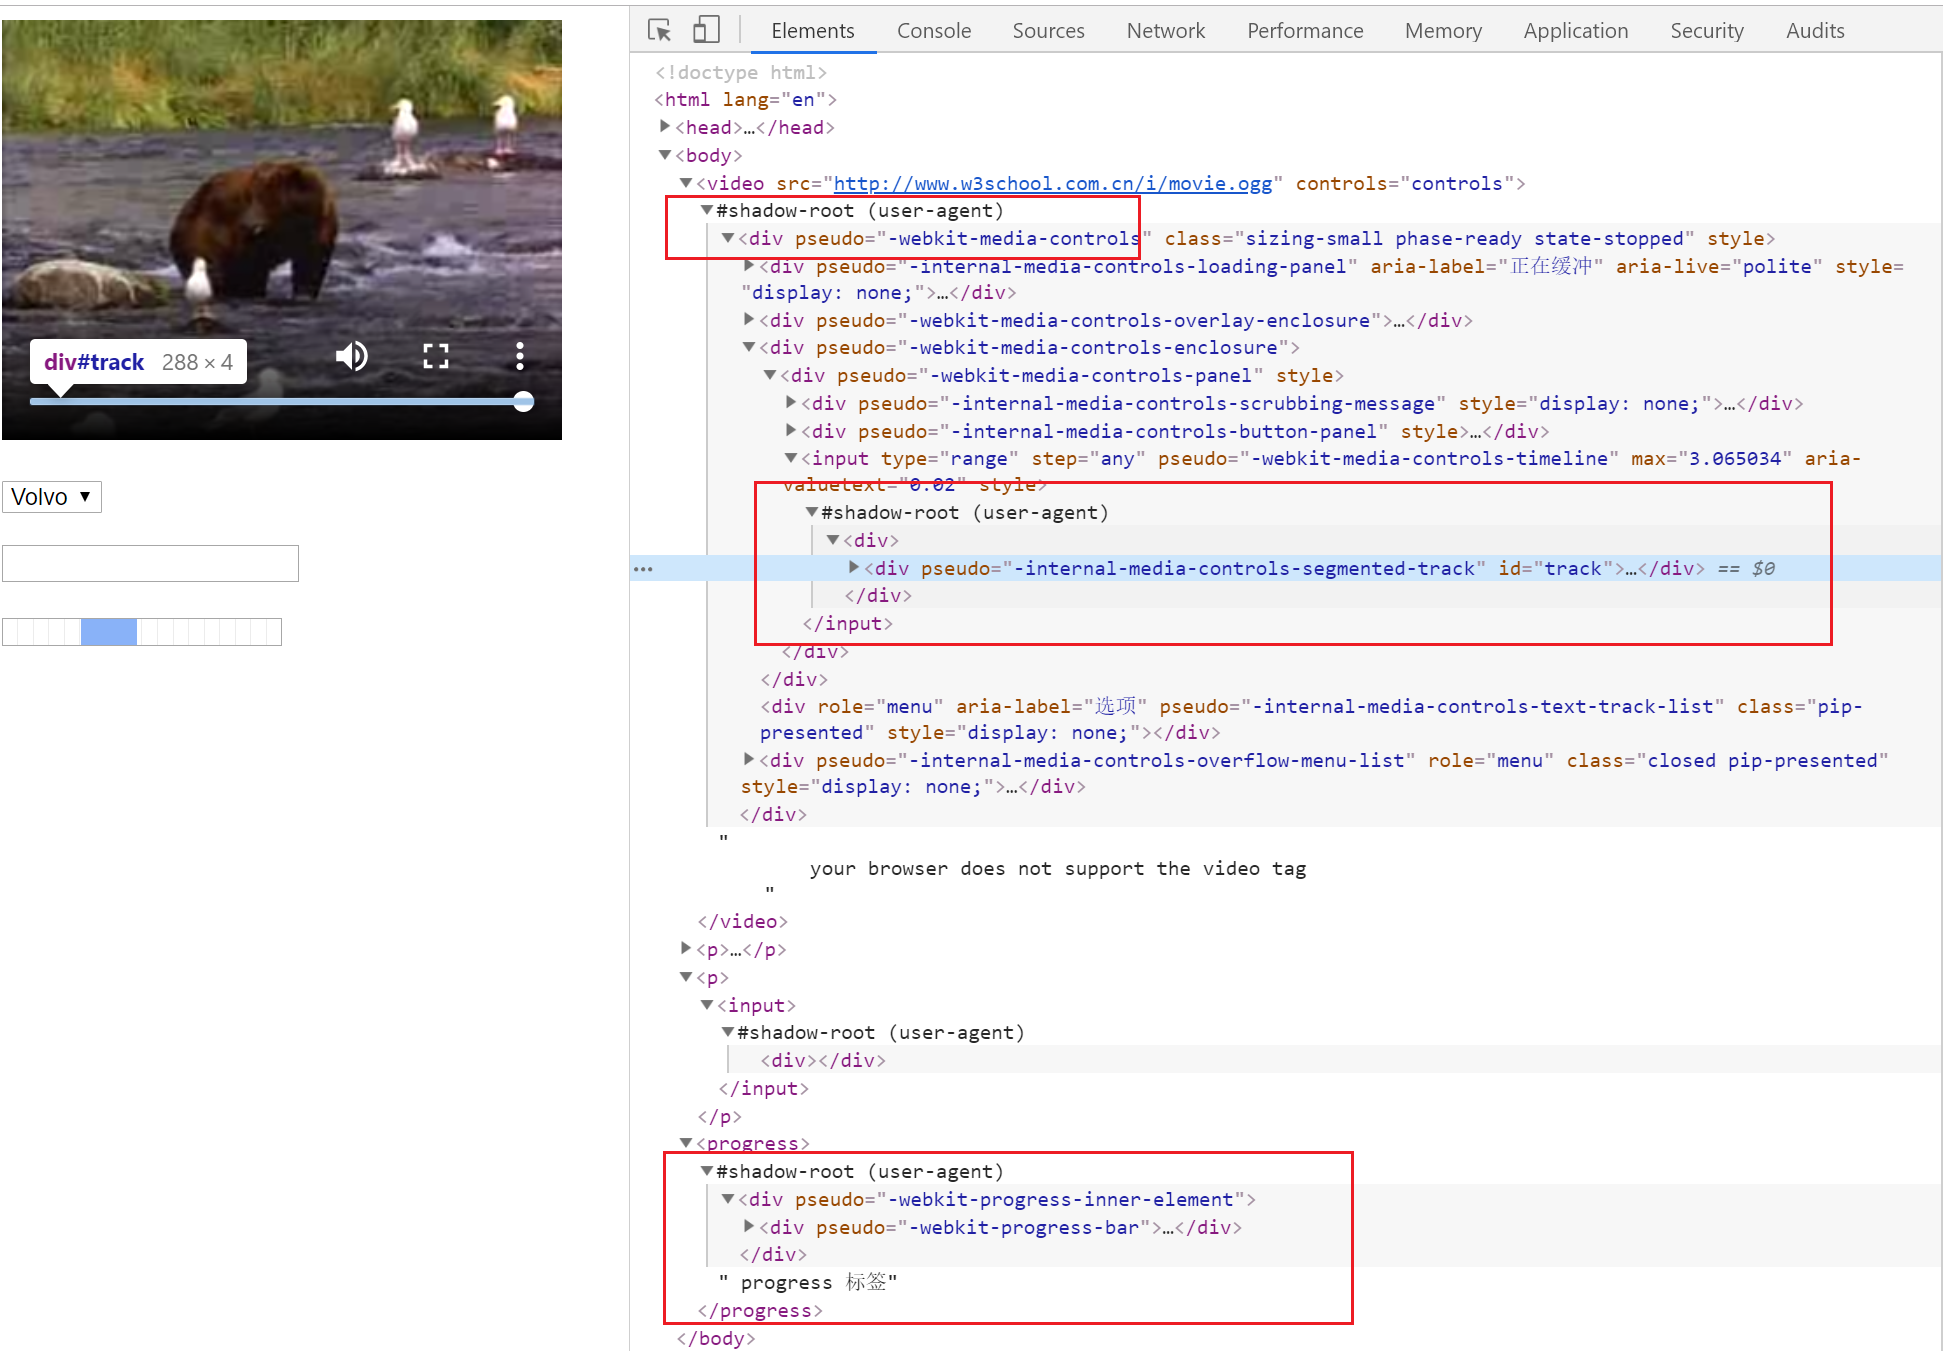 Elements Console Sources Network Performance Memory Application Security Audits
<!doctype html>
<html lang="en">
<head>…</head>
<body>
<video src="http://www.w3school.com.cn/i/movie.ogg" controls="controls">
#shadow-root (user-agent)
<div pseudo="-webkit-media-controls" class="sizing-small phase-ready state-stopped" style>
<div pseudo="-internal-media-controls-loading-panel" aria-label="正在缓冲" aria-live="polite" style=
"display: none;">…</div>
<div pseudo="-webkit-media-controls-overlay-enclosure">…</div>
<div pseudo="-webkit-media-controls-enclosure">
<div pseudo="-webkit-media-controls-panel" style>
<div pseudo="-internal-media-controls-scrubbing-message" style="display: none;">…</div>
<div pseudo="-internal-media-controls-button-panel" style>…</div>
<input type="range" step="any" pseudo="-webkit-media-controls-timeline" max="3.065034" aria-
valuetext="0:02" style>
#shadow-root (user-agent)
<div>
<div pseudo="-internal-media-controls-segmented-track" id="track">…</div> == $0
</div>
</input>
</div>
</div>
<div role="menu" aria-label="选项" pseudo="-internal-media-controls-text-track-list" class="pip-
presented" style="display: none;"></div>
<div pseudo="-internal-media-controls-overflow-menu-list" role="menu" class="closed pip-presented"
style="display: none;">…</div>
</div>
"
your browser does not support the video tag
"
</video>
<p>…</p>
<p>
<input>
#shadow-root (user-agent)
<div></div>
</input>
</p>
<progress>
#shadow-root (user-agent)
<div pseudo="-webkit-progress-inner-element">
<div pseudo="-webkit-progress-bar">…</div>
</div>
" progress 标签"
</progress>
</body>
div#track 288 × 4
Volvo